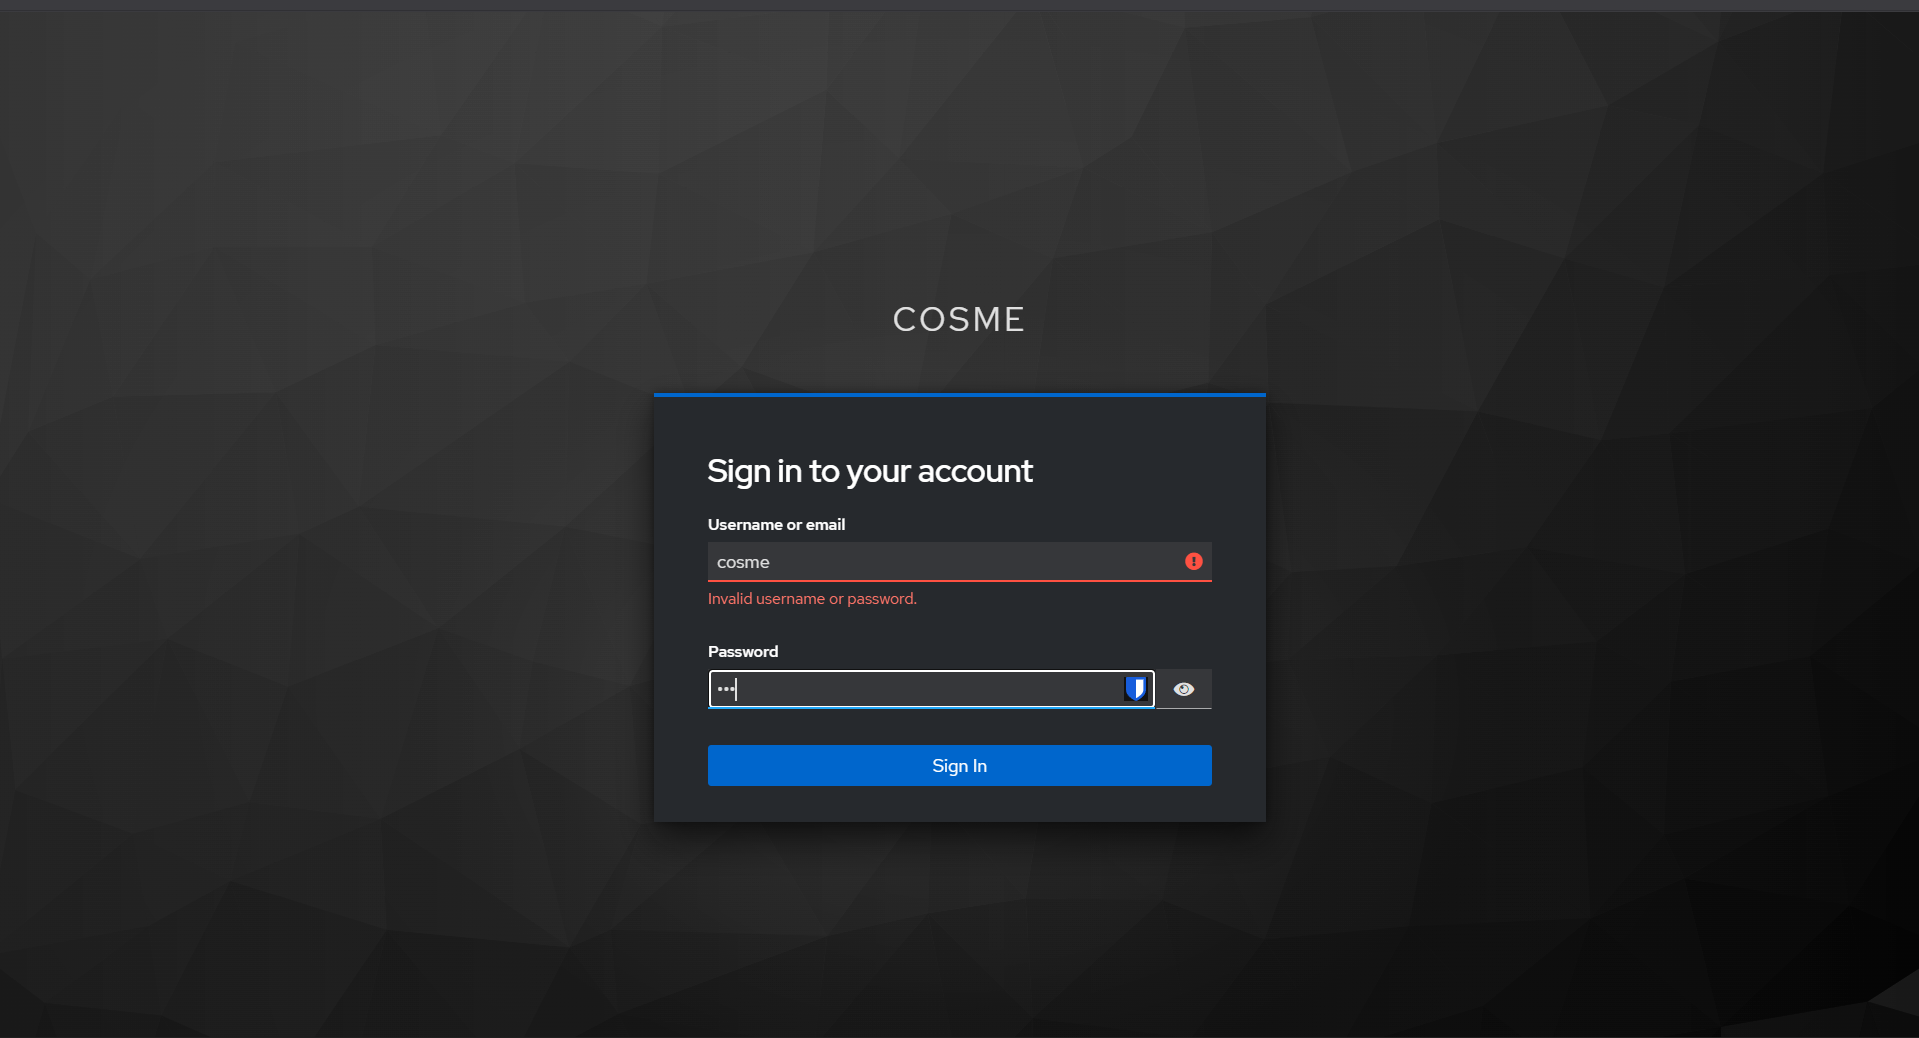 COSME
Sign in to your account
Username or email
cosme
Invalid username or password.
Password
•••
Sign In